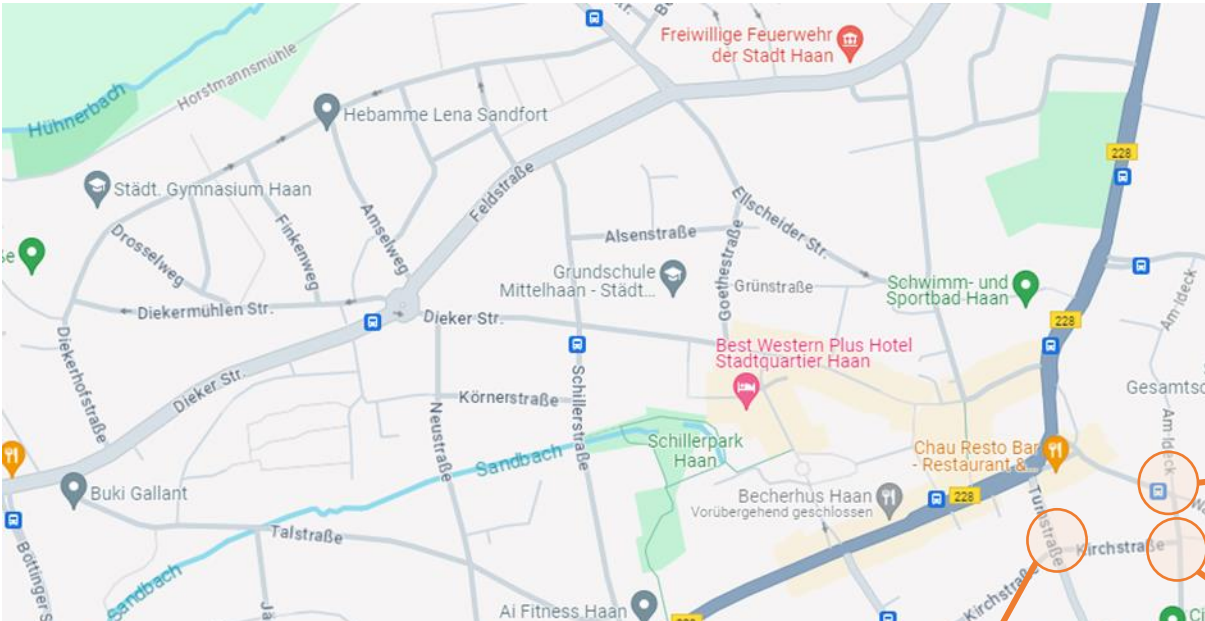 Freiwillige Feuerwehr
der Stadt Haan
Horstmannsmühle
Hühnerbach
Hebamme Lena Sandfort
228
Städt. Gymnasium Haan
Feldstraße
Ellscheider Str.
Drosselweg
Finkenweg
Amselweg
Alsenstraße
Goethestraße
Grundschule
Mittelhaan - Städt...
Grünstraße
Schwimm- und
Sportbad Haan
Am Ideck
Diekermühlen Str.
Dieker Str.
228
Best Western Plus Hotel
Stadtquartier Haan
Diekerhofstraße
Dieker Str.
Körnerstraße
Schillerstraße
Neustraße
Am-Ideck
Schillerpark
Haan
Chau Resto Bar
- Restaurant &...
Sandbach
Buki Gallant
Becherhus Haan
Vorübergehend geschlossen
228
Turnstraße
Talstraße
Kirchstraße
Böttinger S
Sandbach
Kirchstraße
Ai Fitness Haan